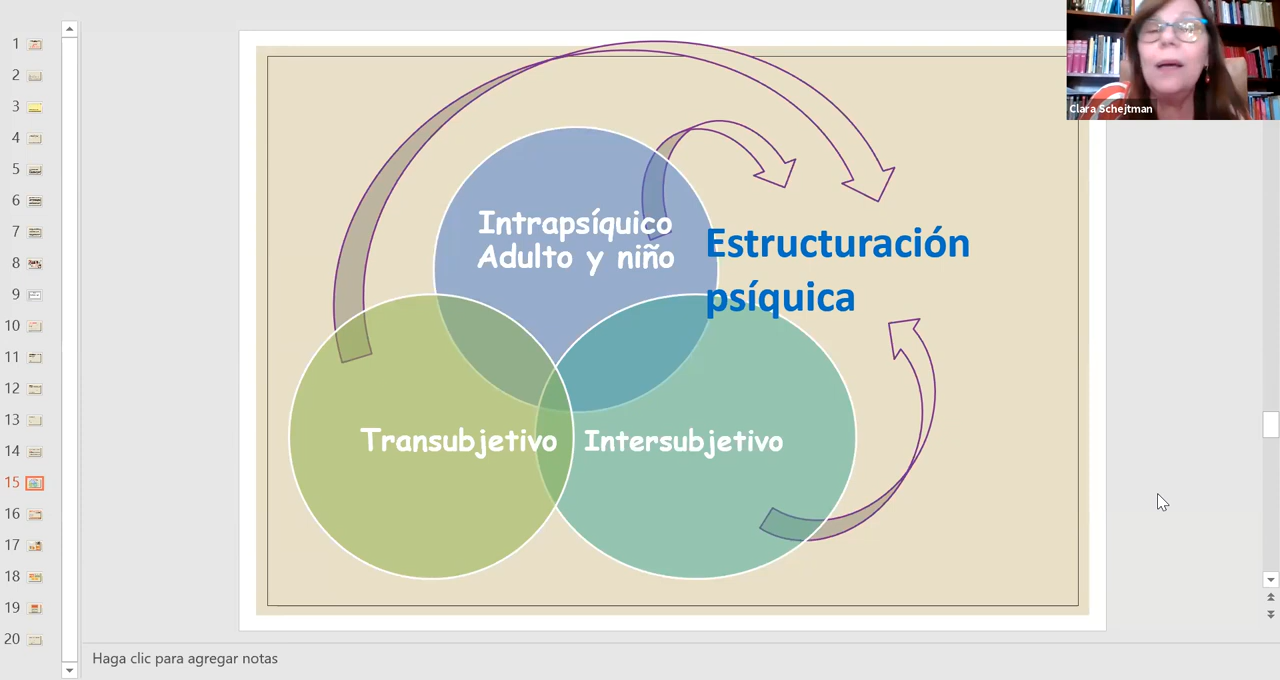 1
2
3
4
5
6
7
8
9
10
11
12
13
14
15
16
17
18
19
20
Clara Schejtman
Intrapsíquico
Adulto y niño
Estructuración
psíquica
Transubjetivo
Intersubjetivo
Haga clic para agregar notas